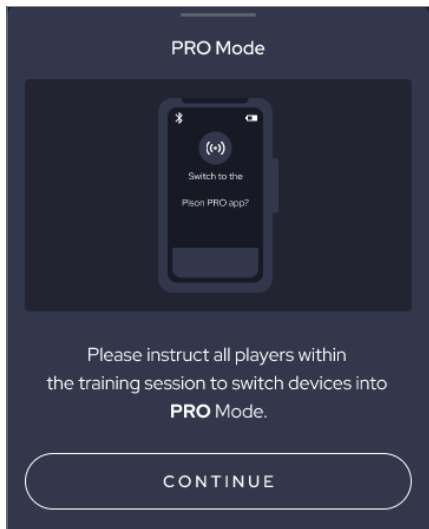 PRO Mode
Switch to the
Pison PRO app?
Please instruct all players within
the training session to switch devices into
PRO Mode.
CONTINUE